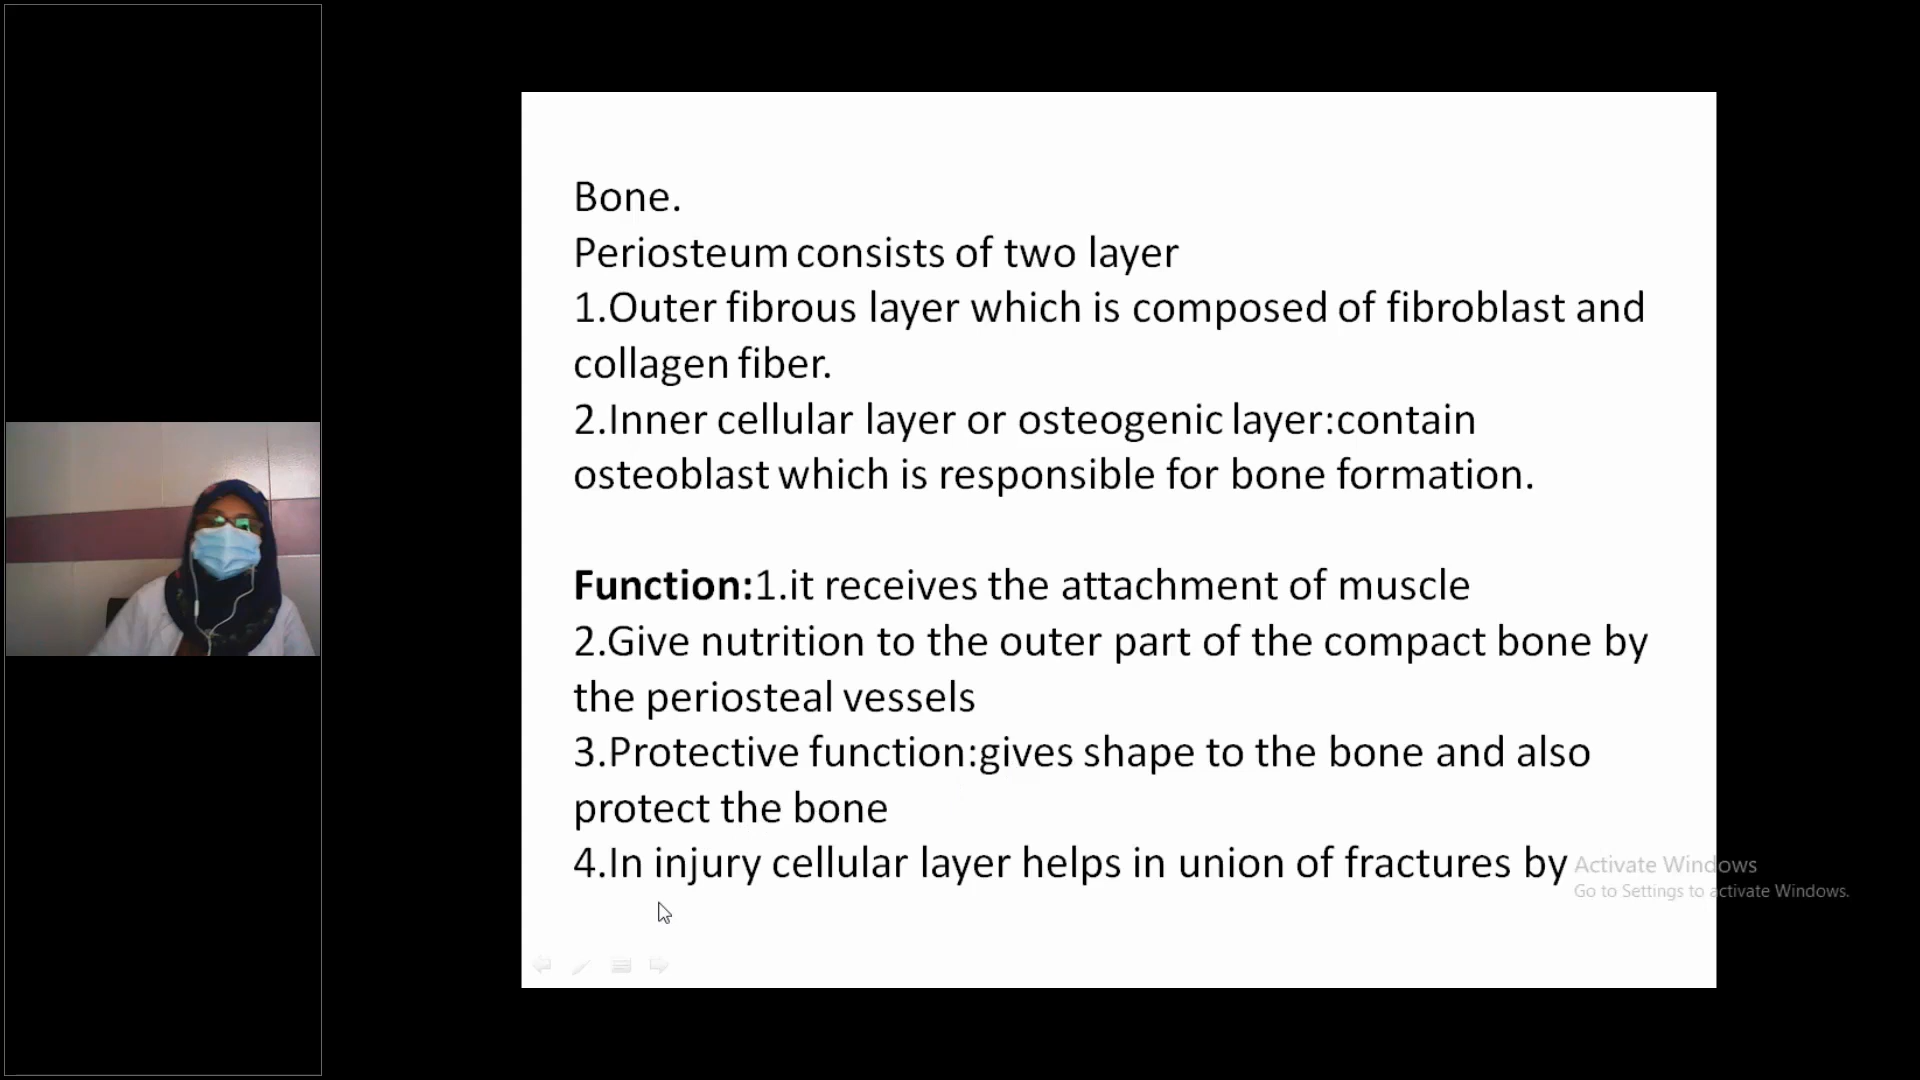 Bone.
Periosteum consists of two layer
1.Outer fibrous layer which is composed of fibroblast and
collagen fiber.
2.Inner cellular layer or osteogenic layer:contain
osteoblast which is responsible for bone formation.
Function:1.it receives the attachment of muscle
2.Give nutrition to the outer part of the compact bone by
the periosteal vessels
3.Protective function:gives shape to the bone and also
protect the bone
4.In injury cellular layer helps in union of fractures by
Activate Windows
Go to Settings to activate Windows.